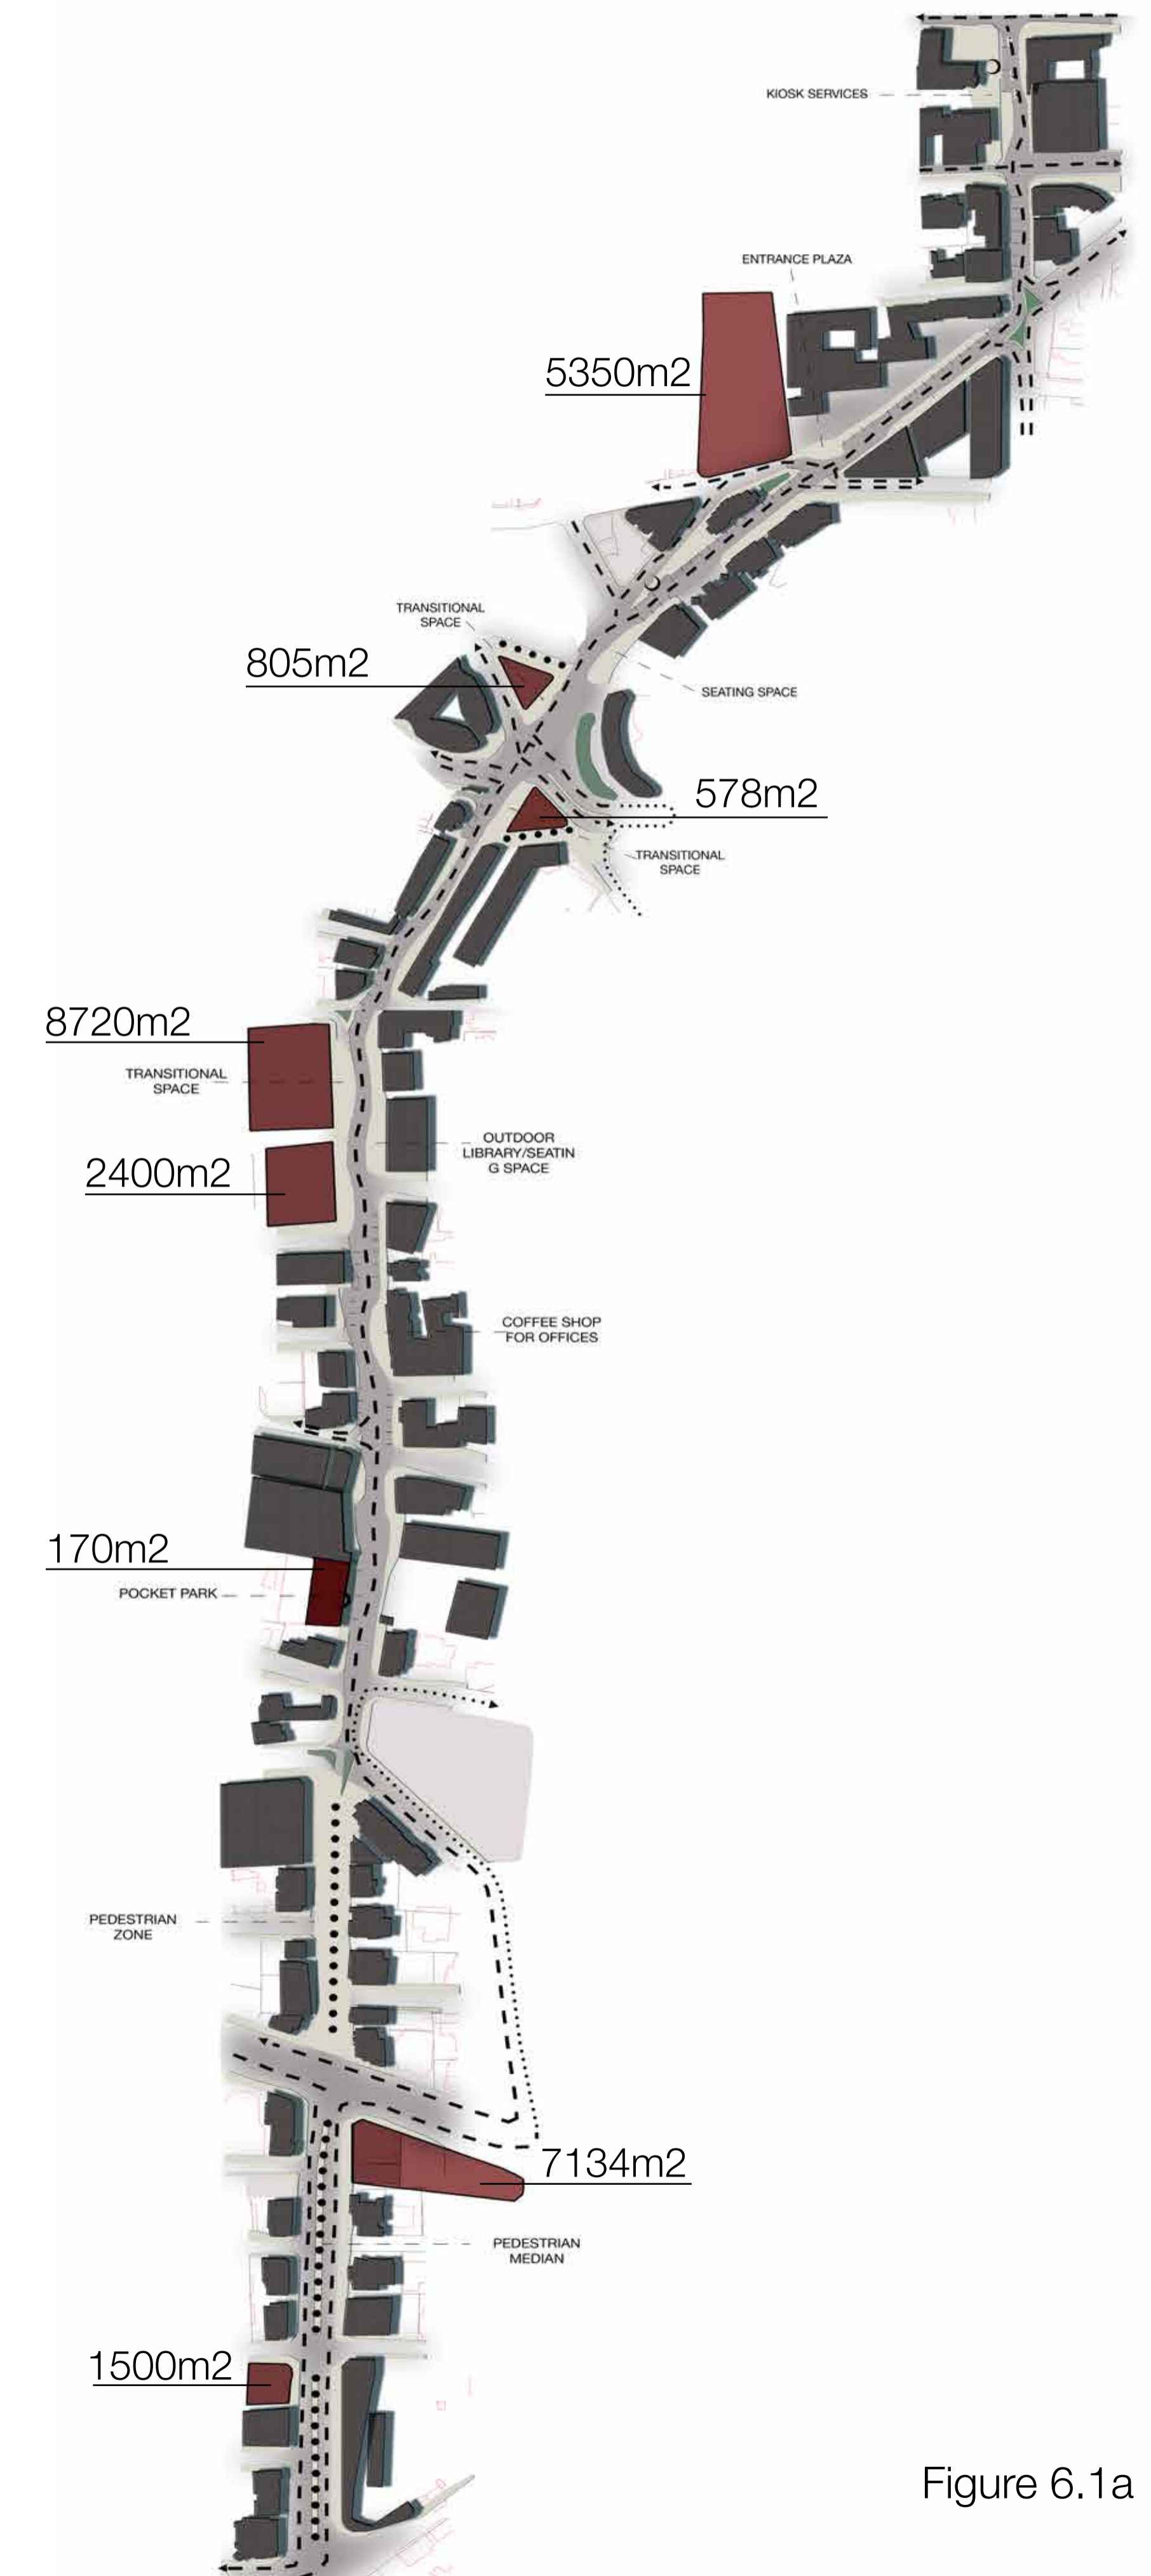 KIOSK SERVICES
ENTRANCE PLAZA
5350m2
TRANSITIONAL
SPACE
805m2
SEATING SPACE
578m2
TRANSITIONAL
SPACE
8720m2
TRANSITIONAL
SPACE
OUTDOOR
LIBRARY/SEATIN
G SPACE
2400m2
COFFEE SHOP
FOR OFFICES
170m2
POCKET PARK
PEDESTRIAN
ZONE
7134m2
PEDESTRIAN
MEDIAN
1500m2
Figure 6.1a